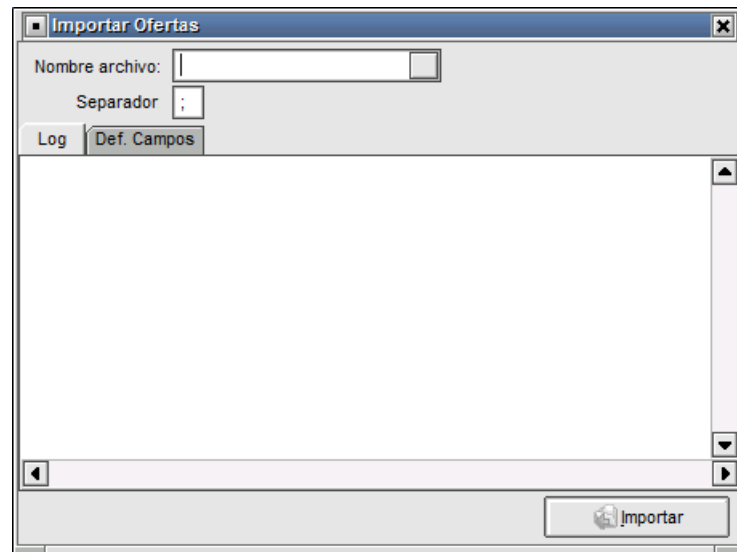 Importar Ofertas
Nombre archivo:
Separador ;
Log Def. Campos
Importar